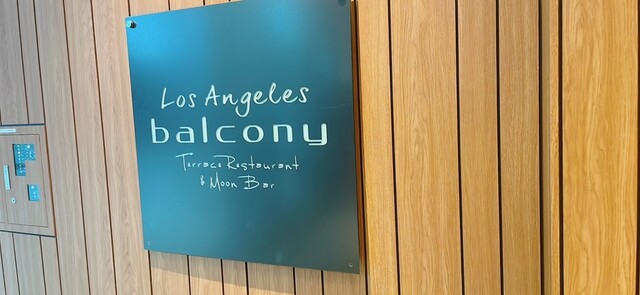 Los Angeles
balcony
Terrace Restaurant
& Moon Bar